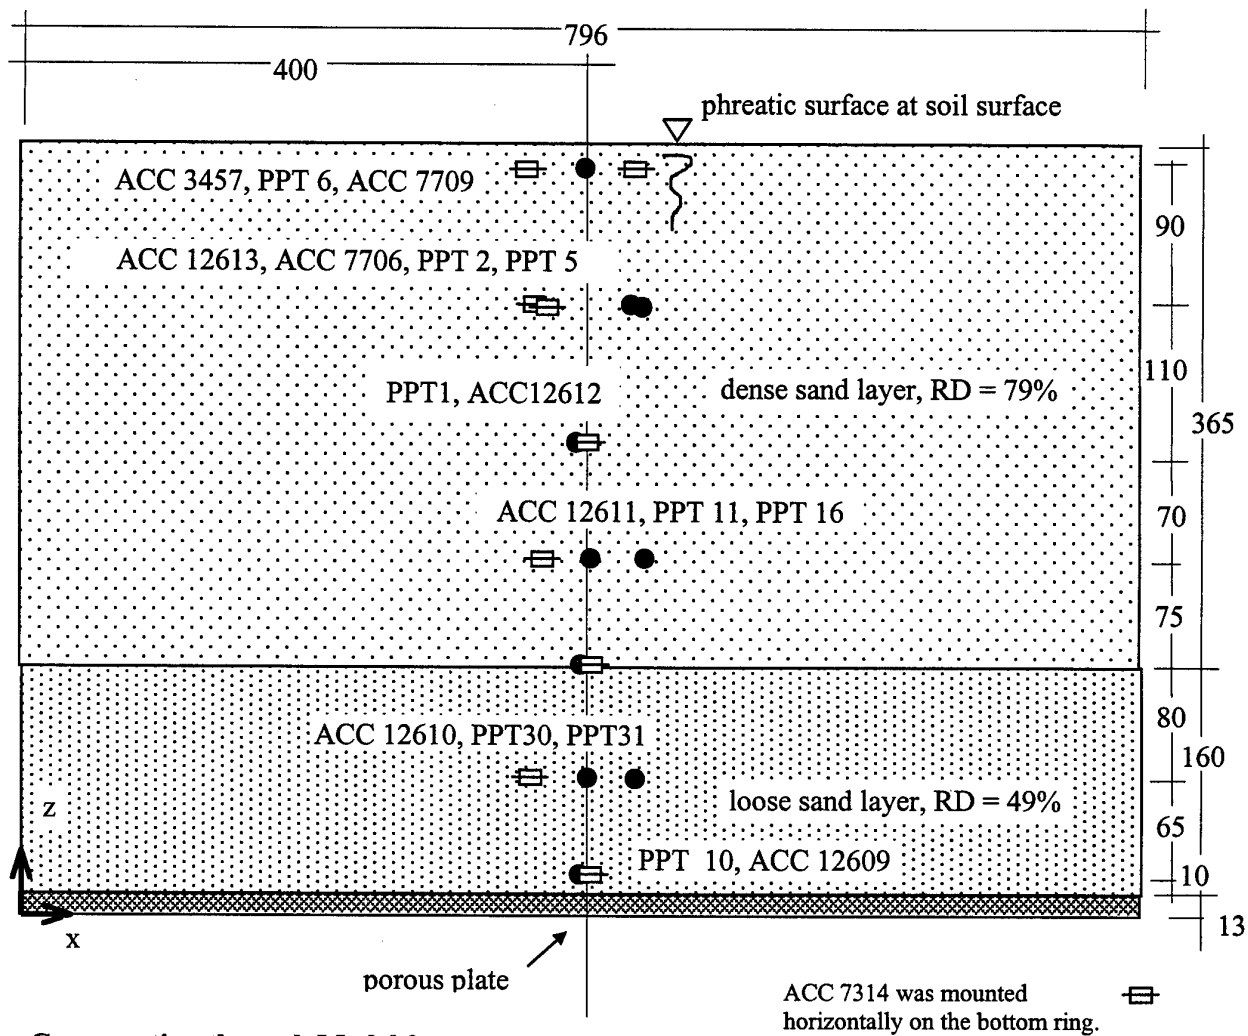 796
400
phreatic surface at soil surface
ACC 3457, PPT 6, ACC 7709
90
ACC 12613, ACC 7706, PPT 2, PPT 5
110
PPT1, ACC12612
dense sand layer, RD = 79%
365
ACC 12611, PPT 11, PPT 16
70
75
80
ACC 12610, PPT30, PPT31
160
loose sand layer, RD = 49%
z
65
PPT 10, ACC 12609
10
13
x
porous plate
ACC 7314 was mounted
horizontally on the bottom ring.